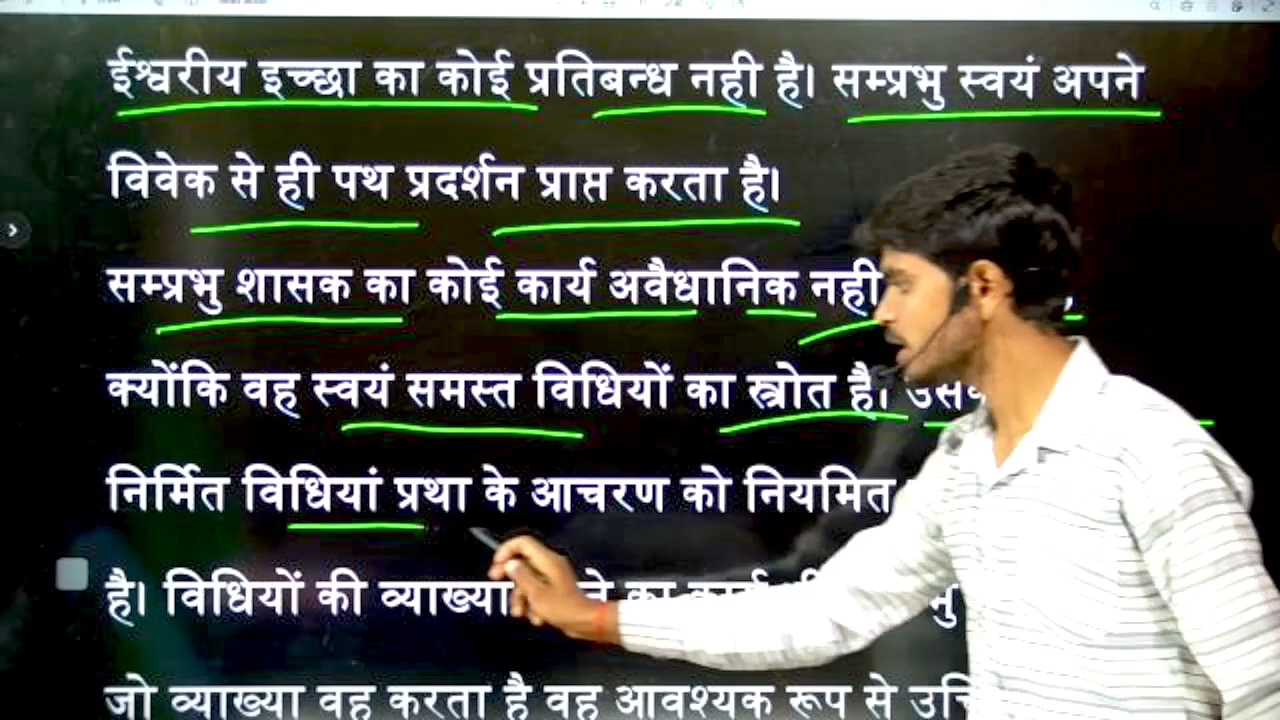 ईश्वरीय इच्छा का कोई प्रतिबन्ध नही है। सम्प्रभु स्वयं अपने
विवेक से ही पथ प्रदर्शन प्राप्त करता है।
सम्प्रभु शासक का कोई कार्य अवैधानिक नही
क्योंकि वह स्वयं समस्त विधियों का स्त्रोत है।
निर्मित विधियां प्रथा के आचरण को नियमित
है। विधियों की व्याख्या
जो व्याख्या वह करता है वह आवश्यक रूप से